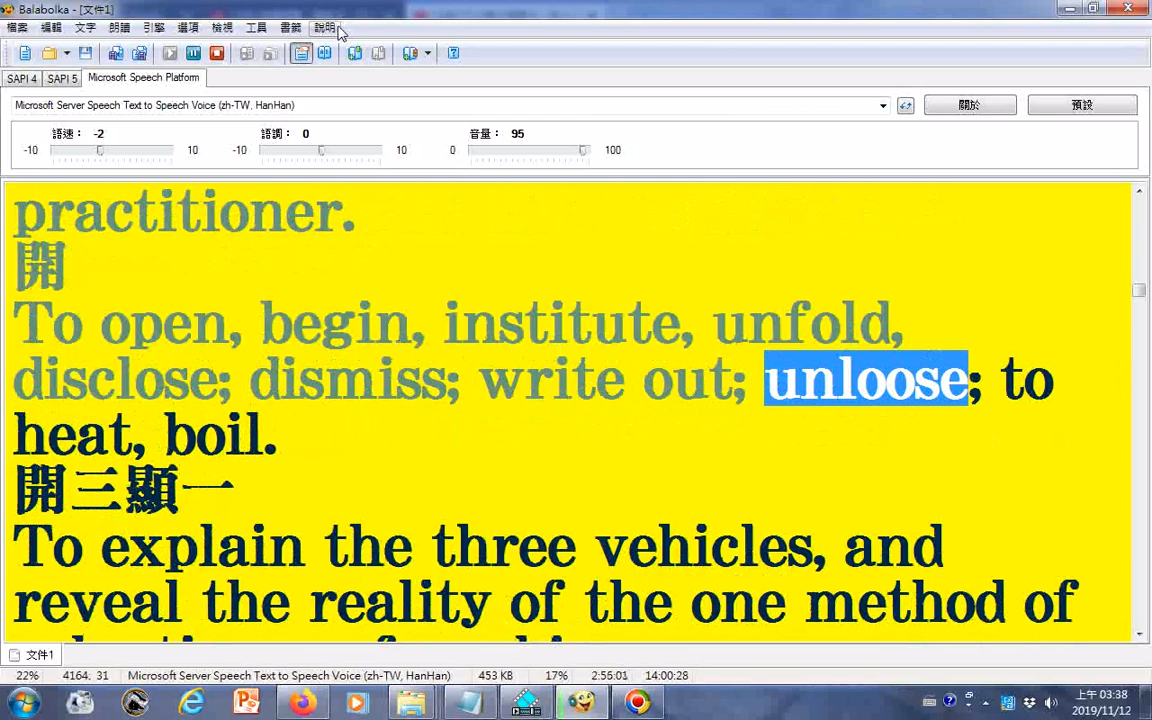 Balabolka - [文件1]
檔案 編輯 文字 朗讀 引擎 選項 檢視 工具 書籤 說明
SAPI 4 SAPI 5 Microsoft Speech Platform
Microsoft Server Speech Text to Speech Voice (zh-TW, HanHan) 關於 預設
語速： -2 語調： 0 音量： 95
-10 10 -10 10 0 100
practitioner.
開
To open, begin, institute, unfold,
disclose; dismiss; write out; unloose; to
heat, boil.
開三顯一
To explain the three vehicles, and
reveal the reality of the one method of
文件1
22% 4164; 31 Microsoft Server Speech Text to Speech Voice (zh-TW, HanHan) 453 KB 17% 2:55:01 14:00:28
上午 03:38
2019/11/12